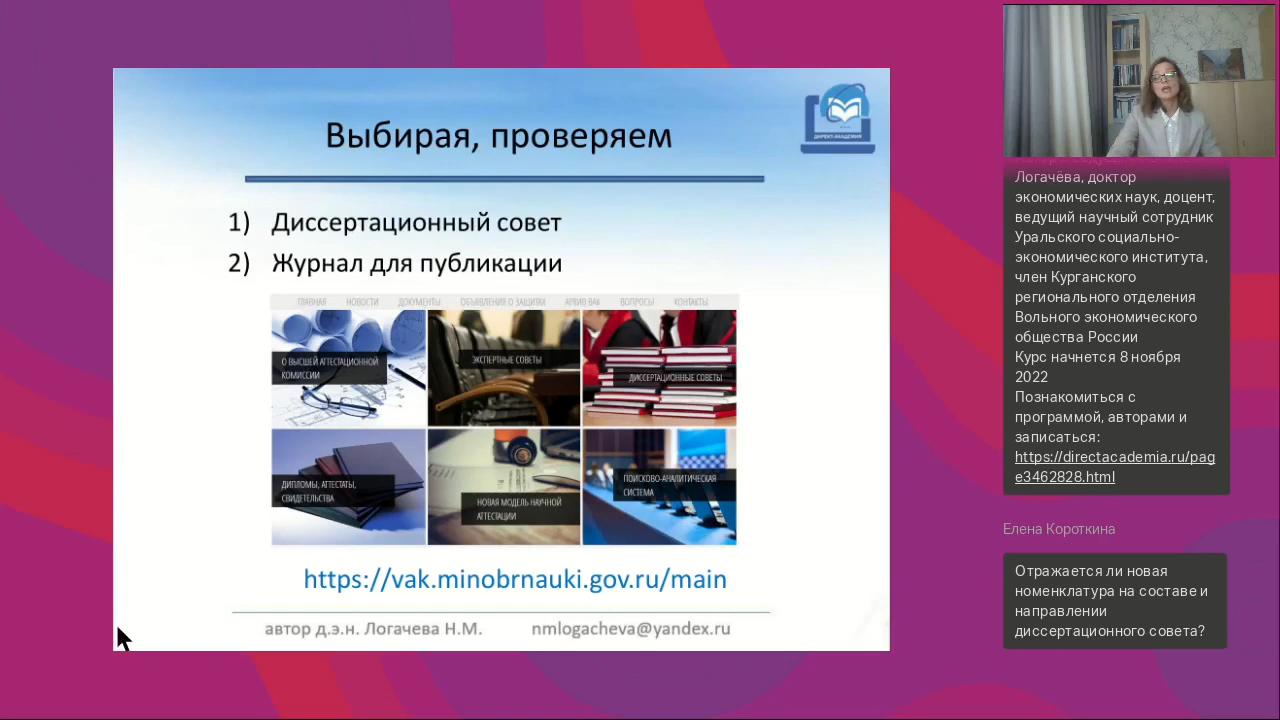 Выбирая, проверяем
ДИРЕКТ-АКАДЕМИЯ
1) Диссертационный совет
2) Журнал для публикации
ГЛАВНАЯ НОВОСТИ ДОКУМЕНТЫ ОБЪЯВЛЕНИЯ О ЗАЩИТАХ АРХИВ ВАК ВОПРОСЫ КОНТАКТЫ
О ВЫСШЕЙ АТТЕСТАЦИОННОЙ
КОМИССИИ
ЭКСПЕРТНЫЕ СОВЕТЫ
ДИССЕРТАЦИОННЫЕ СОВЕТЫ
ДИПЛОМЫ, АТТЕСТАТЫ,
СВИДЕТЕЛЬСТВА
НОВАЯ МОДЕЛЬ НАУЧНОЙ
АТТЕСТАЦИИ
ПОИСКОВО-АНАЛИТИЧЕСКАЯ
СИСТЕМА
https://vak.minobrnauki.gov.ru/main
автор д.э.н. Логачева Н.М. nmlogacheva@yandex.ru
Логачёва, доктор
экономических наук, доцент,
ведущий научный сотрудник
Уральского социально-
экономического института,
член Курганского
регионального отделения
Вольного экономического
общества России
Курс начнется 8 ноября
2022
Познакомиться с
программой, авторами и
записаться:
https://directacademia.ru/pag
e3462828.html
Елена Короткина
Отражается ли новая
номенклатура на составе и
направлении
диссертационного совета?